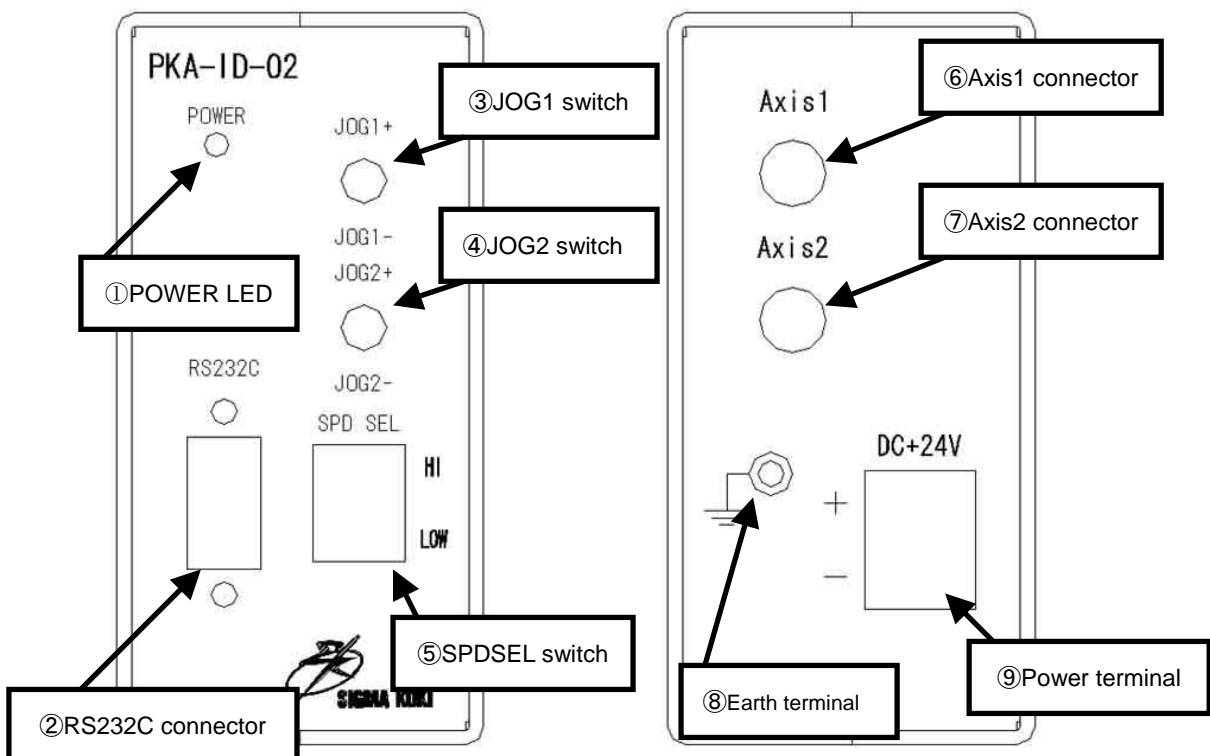 PKA-ID-02
POWER
①POWER LED
JOG1+
③JOG1 switch
JOG1-
JOG2+
④JOG2 switch
JOG2-
RS232C
②RS232C connector
SPD SEL
HI
LOW
⑤SPDSEL switch
SIGMA KOKI
Axis1
⑥Axis1 connector
Axis2
⑦Axis2 connector
DC+24V
+
−
⑧Earth terminal
⑨Power terminal